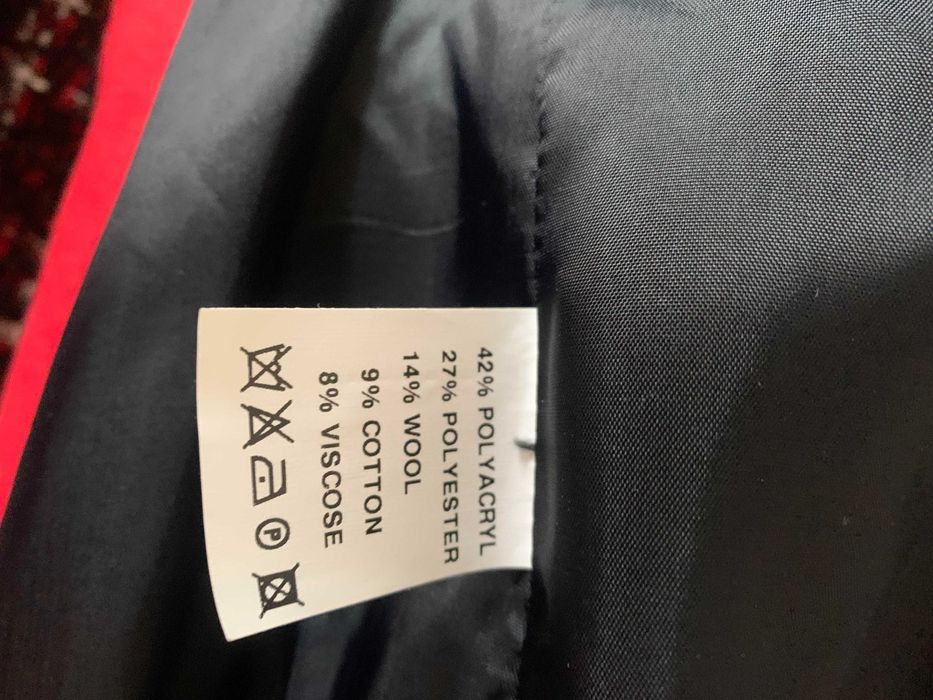 42% POLYACRYL
27% POLYESTER
14% WOOL
9% COTTON
8% VISCOSE
P